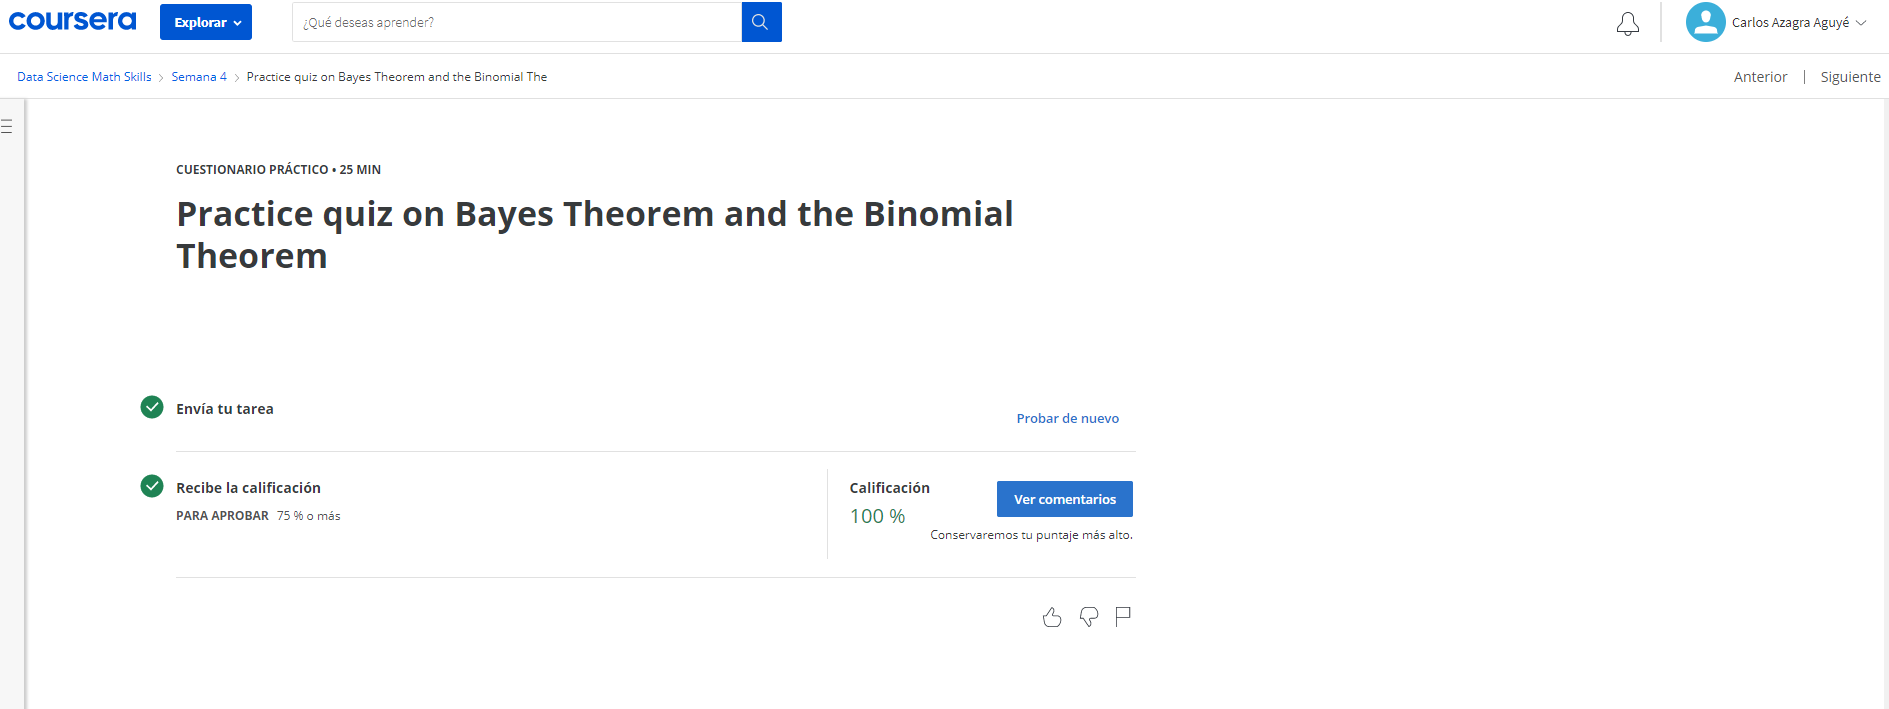 coursera
Explorar
¿Qué deseas aprender?
Carlos Azagra Aguyé
Data Science Math Skills > Semana 4 > Practice quiz on Bayes Theorem and the Binomial The
Anterior | Siguiente
CUESTIONARIO PRÁCTICO • 25 MIN
Practice quiz on Bayes Theorem and the Binomial
Theorem
Envía tu tarea
Probar de nuevo
Recibe la calificación
PARA APROBAR 75 % o más
Calificación
100 %
Ver comentarios
Conservaremos tu puntaje más alto.